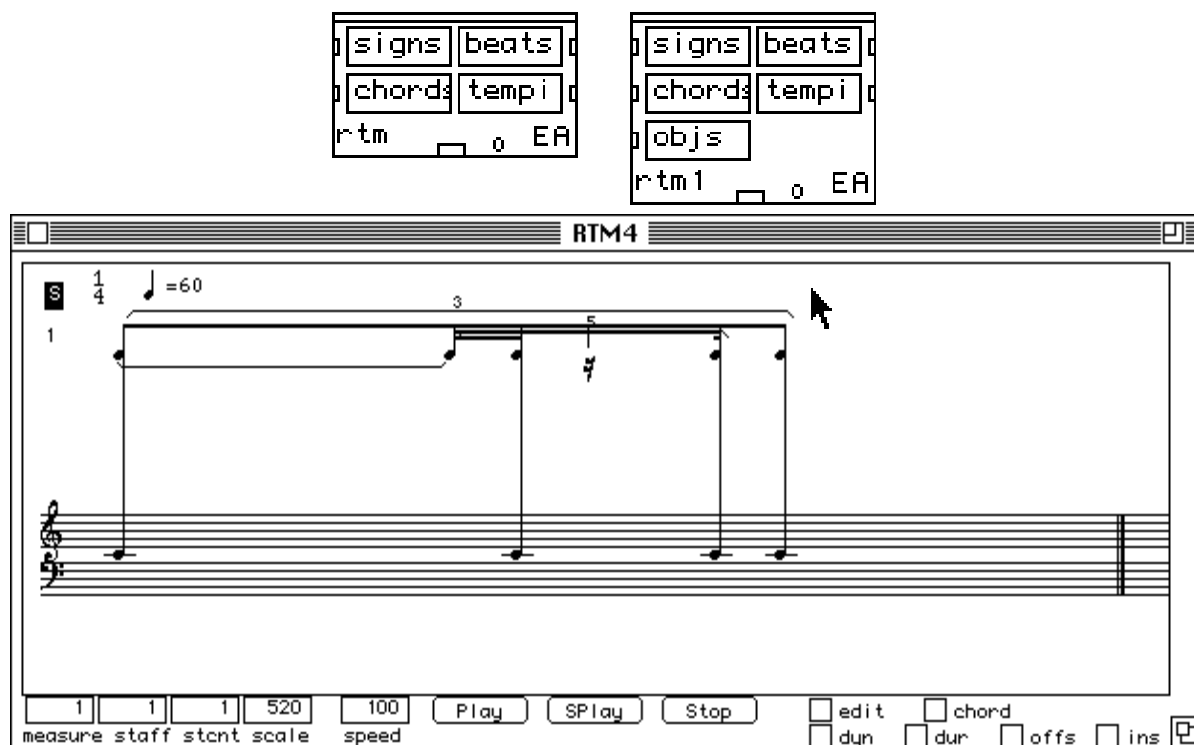 signs beats
chords tempi
rtm 0 EA
signs beats
chords tempi
objs
rtm1 0 EA
RTM4
S 1 4 =60
3
1
5
1 1 1 520 100 Play SPlay Stop edit chord
measure staff stcnt scale speed dyn dur offs ins